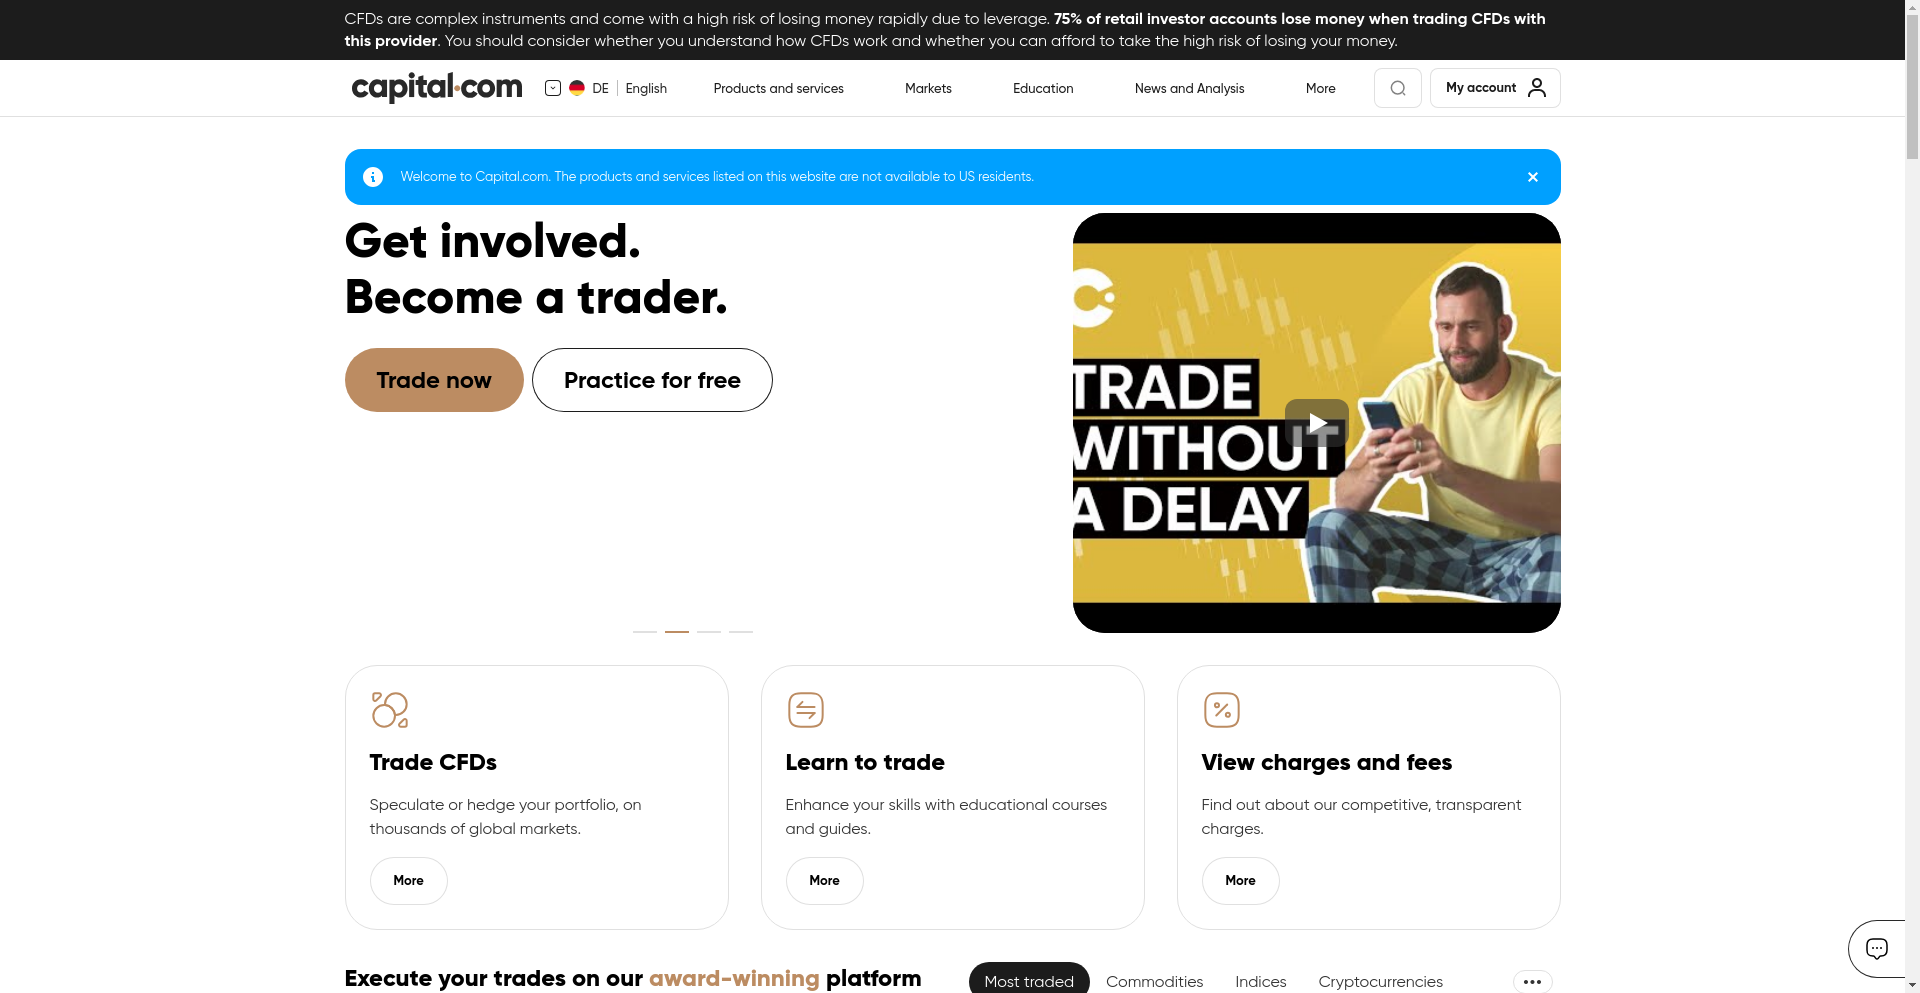 CFDs are complex instruments and come with a high risk of losing money rapidly due to leverage. 75% of retail investor accounts lose money when trading CFDs with
this provider. You should consider whether you understand how CFDs work and whether you can afford to take the high risk of losing your money.
capital.com
DE English
Products and services
Markets
Education
News and Analysis
More
My account
Welcome to Capital.com. The products and services listed on this website are not available to US residents.
Get involved.
Become a trader.
Trade now
Practice for free
TRADE
WITHOUT
A DELAY
Trade CFDs
Speculate or hedge your portfolio, on
thousands of global markets.
More
Learn to trade
Enhance your skills with educational courses
and guides.
More
View charges and fees
Find out about our competitive, transparent
charges.
More
Execute your trades on our award-winning platform
Most traded
Commodities
Indices
Cryptocurrencies